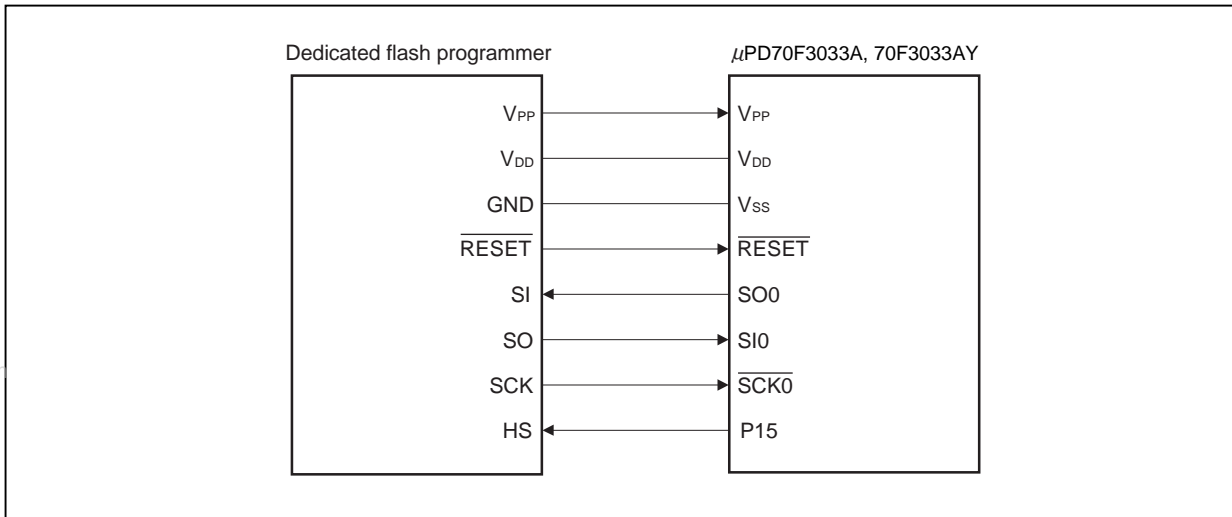 Dedicated flash programmer
μPD70F3033A, 70F3033AY
VPP VPP
VDD VDD
GND VSS
RESET RESET
SI SO0
SO SI0
SCK SCK0
HS P15